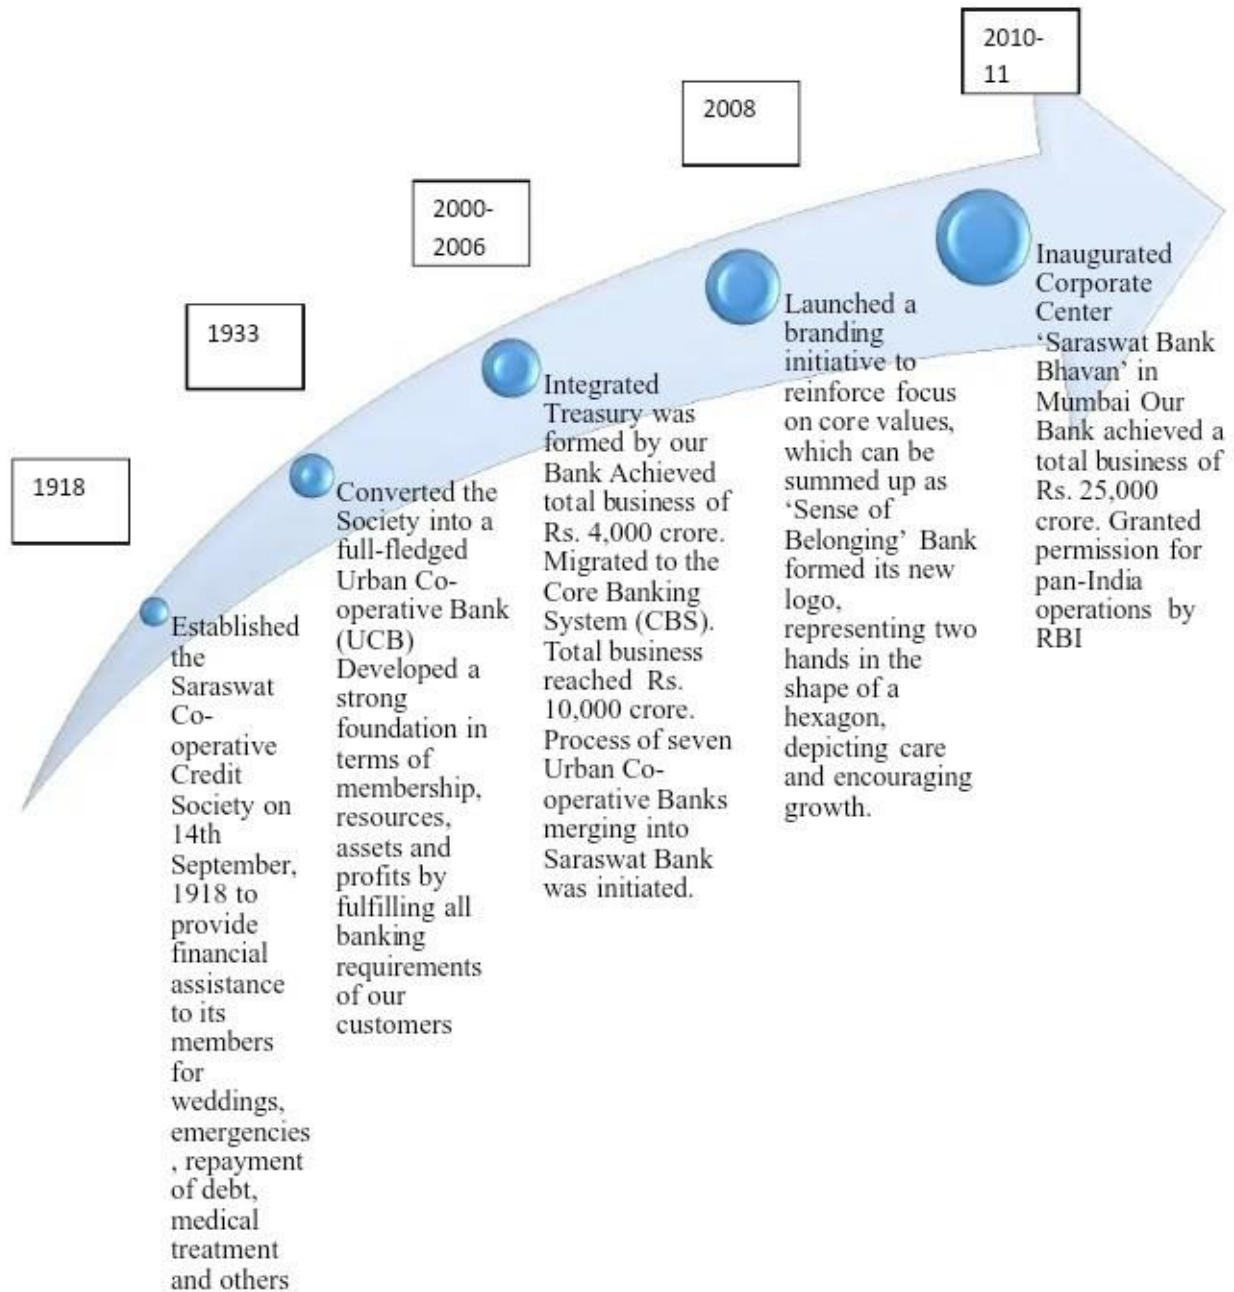 1918
Established
the
Saraswat
Co-
operative
Credit
Society on
14th
September,
1918 to
provide
financial
assistance
to its
members
for
weddings,
emergencies
, repayment
of debt,
medical
treatment
and others
1933
Converted the
Society into a
full-fledged
Urban Co-
operative Bank
(UCB)
Developed a
strong
foundation in
terms of
membership,
resources,
assets and
profits by
fulfilling all
banking
requirements
of our
customers
2000-
2006
Integrated
Treasury was
formed by our
Bank Achieved
total business of
Rs. 4,000 crore.
Migrated to the
Core Banking
System (CBS).
Total business
reached Rs.
10,000 crore.
Process of seven
Urban Co-
operative Banks
merging into
Saraswat Bank
was initiated.
2008
Launched a
branding
initiative to
reinforce focus
on core values,
which can be
summed up as
‘Sense of
Belonging’ Bank
formed its new
logo,
representing two
hands in the
shape of a
hexagon,
depicting care
and encouraging
growth.
2010-
11
Inaugurated
Corporate
Center
‘Saraswat Bank
Bhavan’ in
Mumbai Our
Bank achieved a
total business of
Rs. 25,000
crore. Granted
permission for
pan-India
operations by
RBI